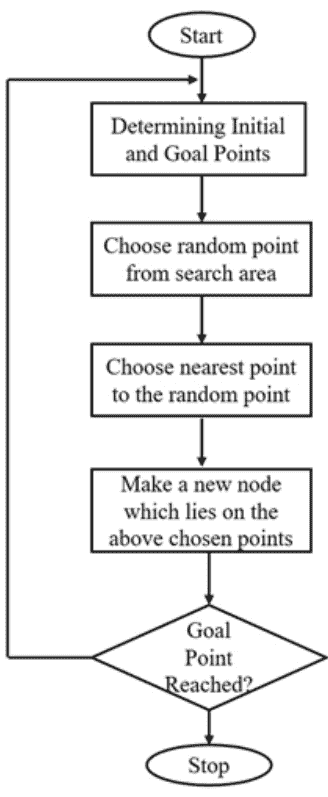 Start
Determining Initial
and Goal Points
Choose random point
from search area
Choose nearest point
to the random point
Make a new node
which lies on the
above chosen points
Goal
Point
Reached?
Stop